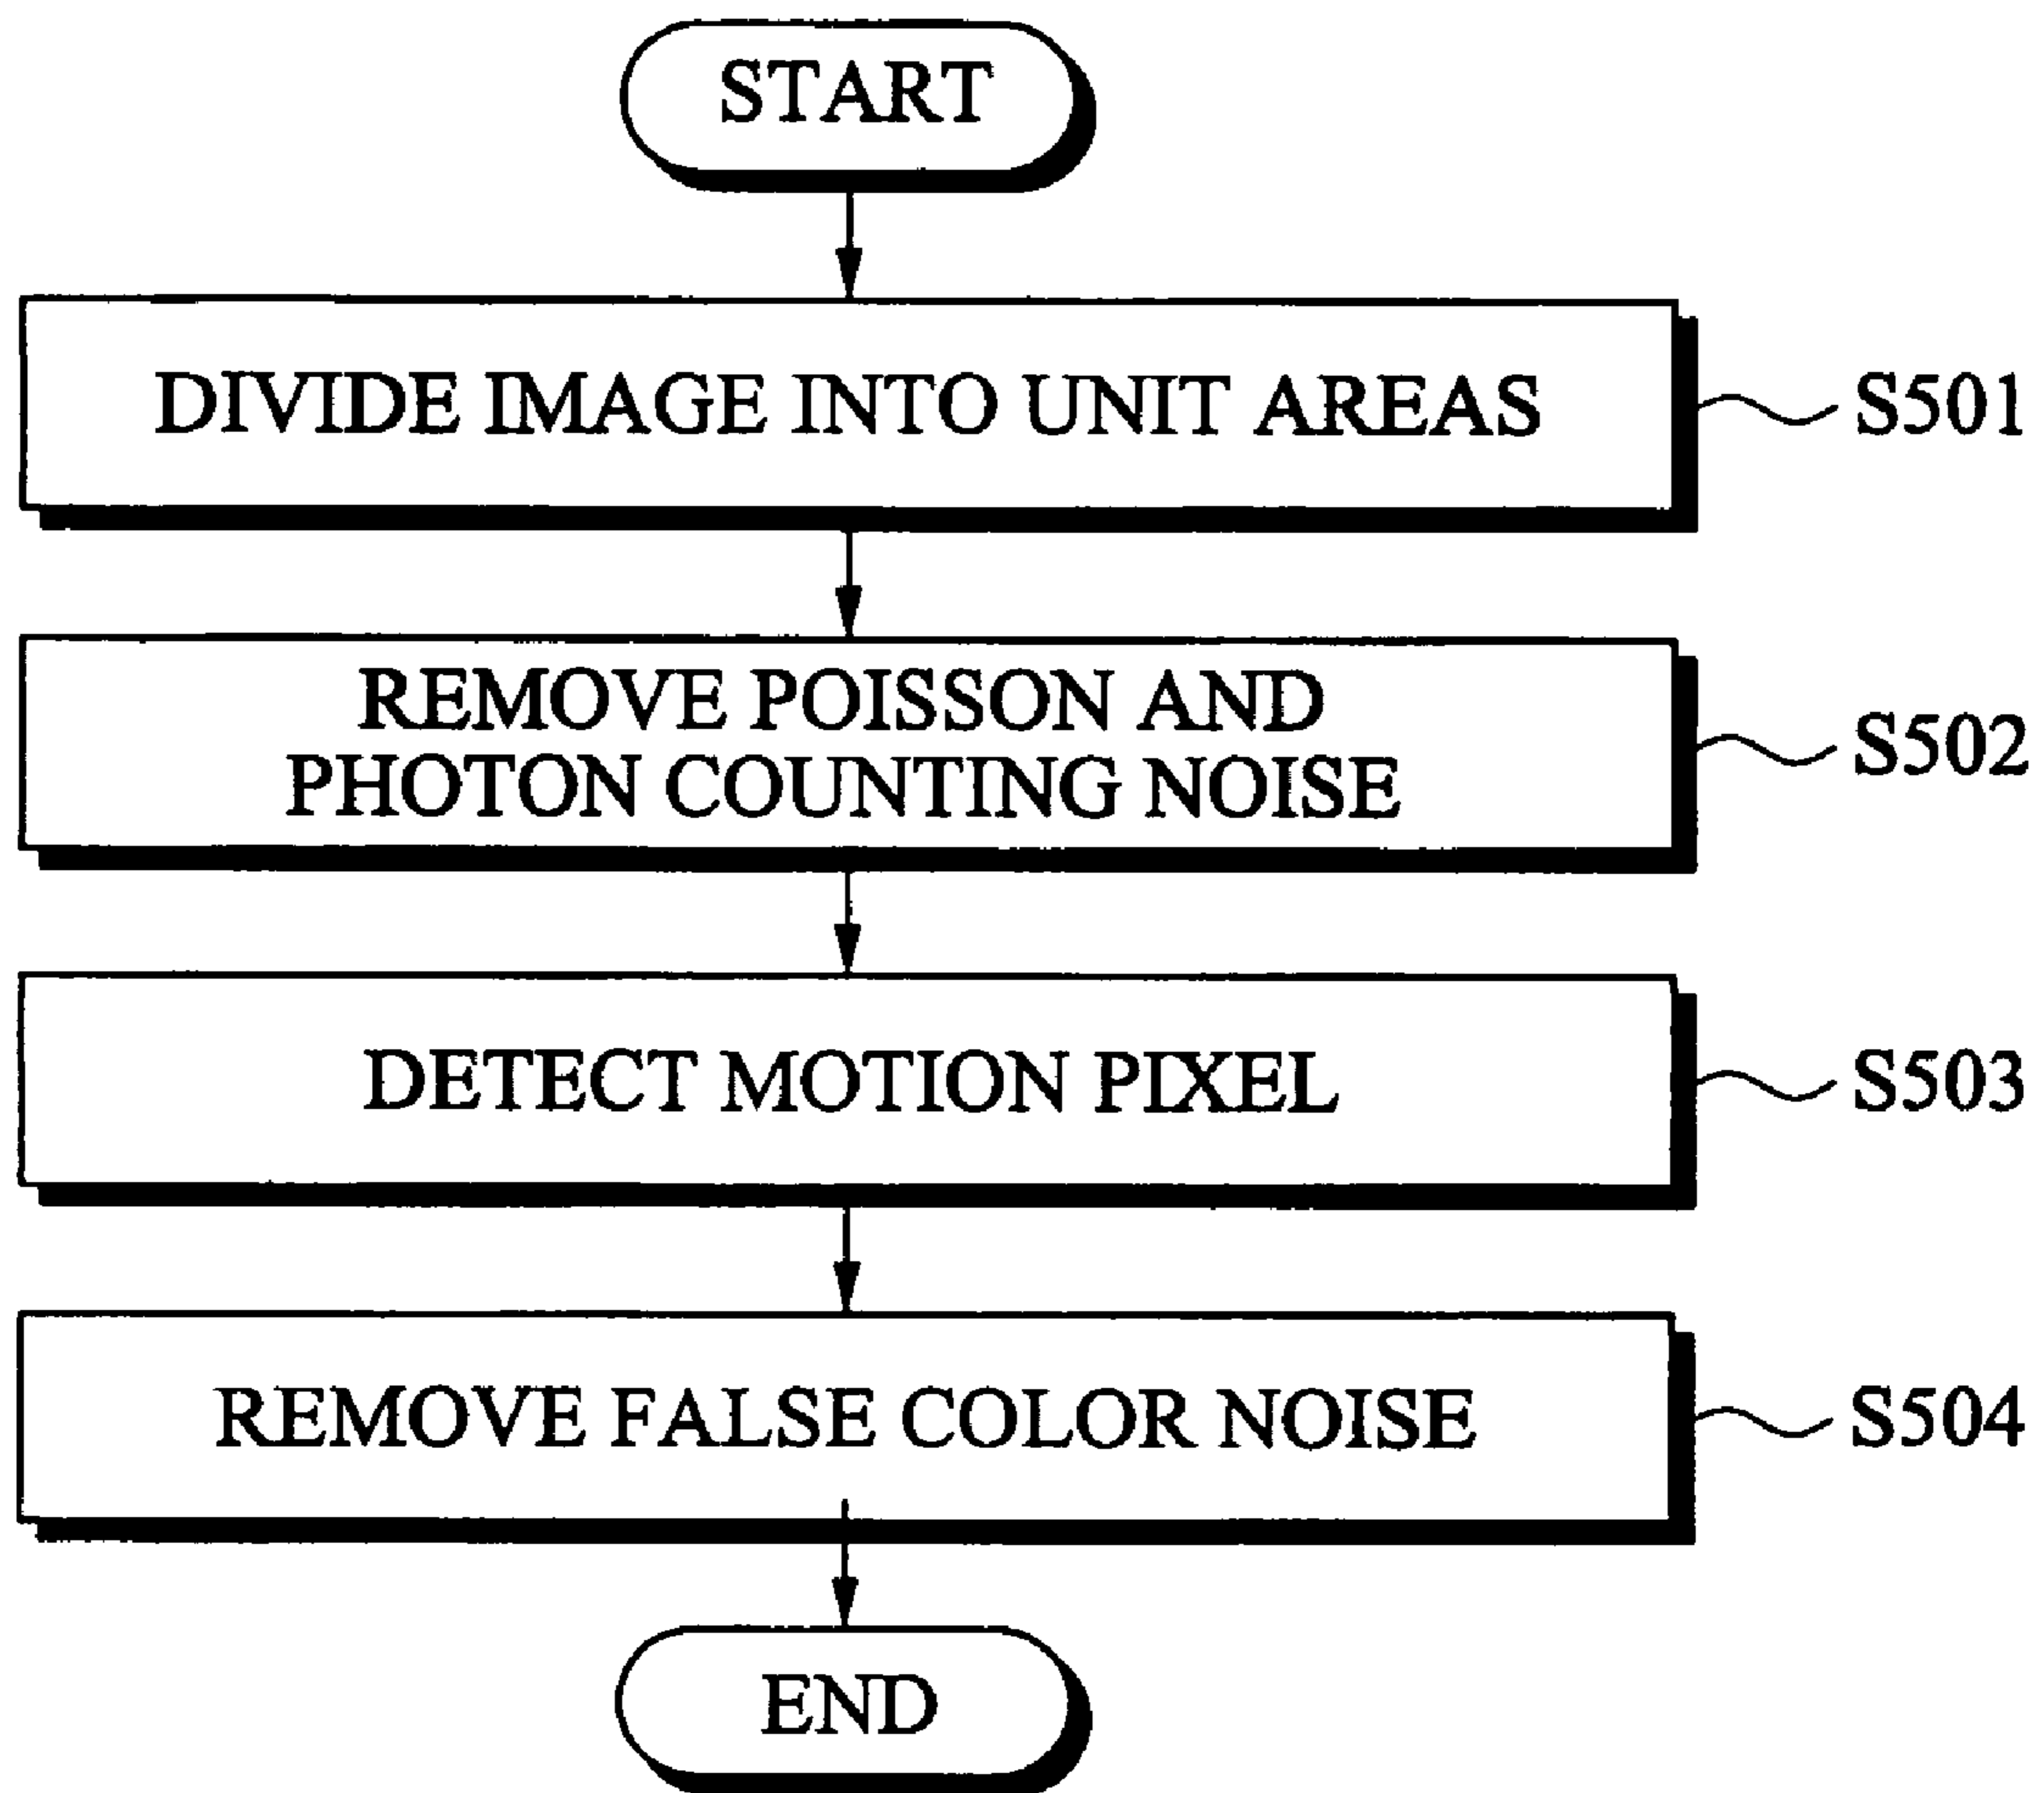 START
DIVIDE IMAGE INTO UNIT AREAS
S501
REMOVE POISSON AND
PHOTON COUNTING NOISE
S502
DETECT MOTION PIXEL
S503
REMOVE FALSE COLOR NOISE
S504
END